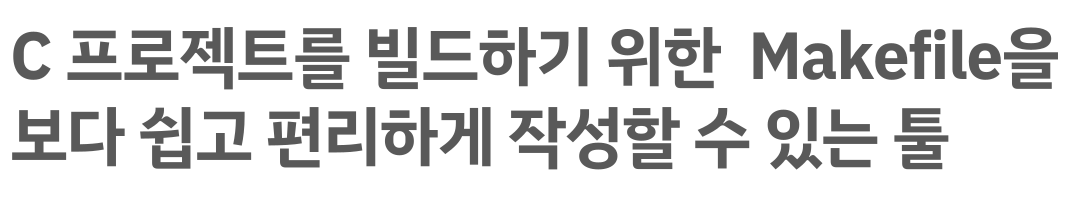 C 프로젝트를 빌드하기 위한 Makefile을
보다 쉽고 편리하게 작성할 수 있는 툴